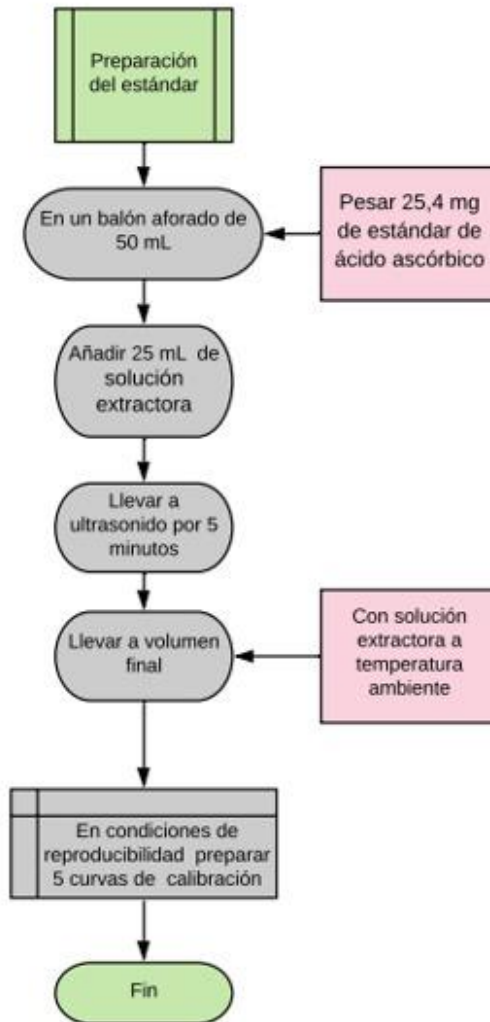 Preparación
del estándar
En un balón aforado de
50 mL
Pesar 25,4 mg
de estándar de
ácido ascórbico
Añadir 25 mL de
solución
extractora
Llevar a
ultrasonido por 5
minutos
Llevar a volumen
final
Con solución
extractora a
temperatura
ambiente
En condiciones de
reproducibilidad preparar
5 curvas de calibración
Fin